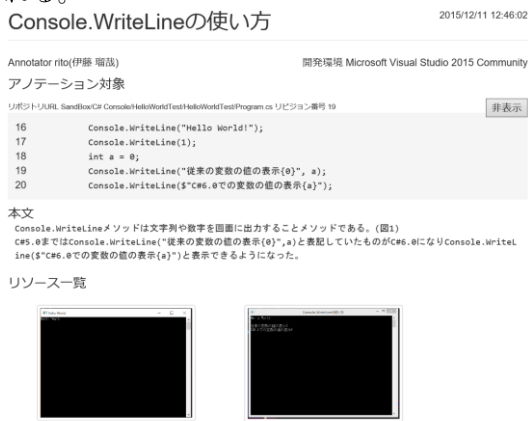 れる。
Console.WriteLineの使い方
2015/12/11 12:46:02
Annotator rito(伊藤 瑠哉)
開発環境 Microsoft Visual Studio 2015 Community
アノテーション対象
リポジトリURL SandBox/C# Console/HelloWorldTest/HelloWorldTest/Program.cs リビジョン番号 19
非表示
16 Console.WriteLine("Hello World!");
17 Console.WriteLine(1);
18 int a = 0;
19 Console.WriteLine("従来の変数の値の表示{0}", a);
20 Console.WriteLine($"C#6.0での変数の値の表示{a}");
本文
Console.WriteLineメソッドは文字列や数字を画面に出力することメソッドである。(図1)
C#5.0まではConsole.WriteLine("従来の変数の値の表示{0}",a)と表記していたものがC#6.0になりConsole.WriteL
ine($"C#6.0での変数の値の表示{a}")と表示できるようになった。
リソース一覧